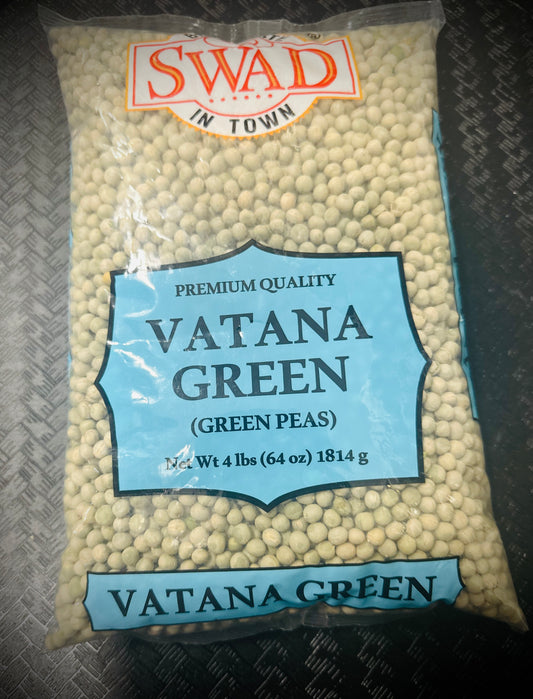 SWAD
IN TOWN
PREMIUM QUALITY
VATANA
GREEN
(GREEN PEAS)
Net Wt 4 lbs (64 oz) 1814 g
VATANA GREEN